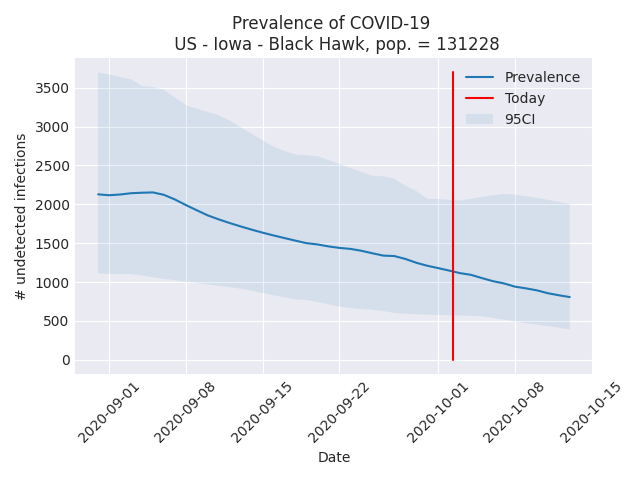 Prevalence of COVID-19
US - Iowa - Black Hawk, pop. = 131228
Prevalence
Today
95CI
3500
3000
2500
2000
1500
1000
500
0
# undetected infections
2020-09-01
2020-09-08
2020-09-15
2020-09-22
2020-10-01
2020-10-08
2020-10-15
Date